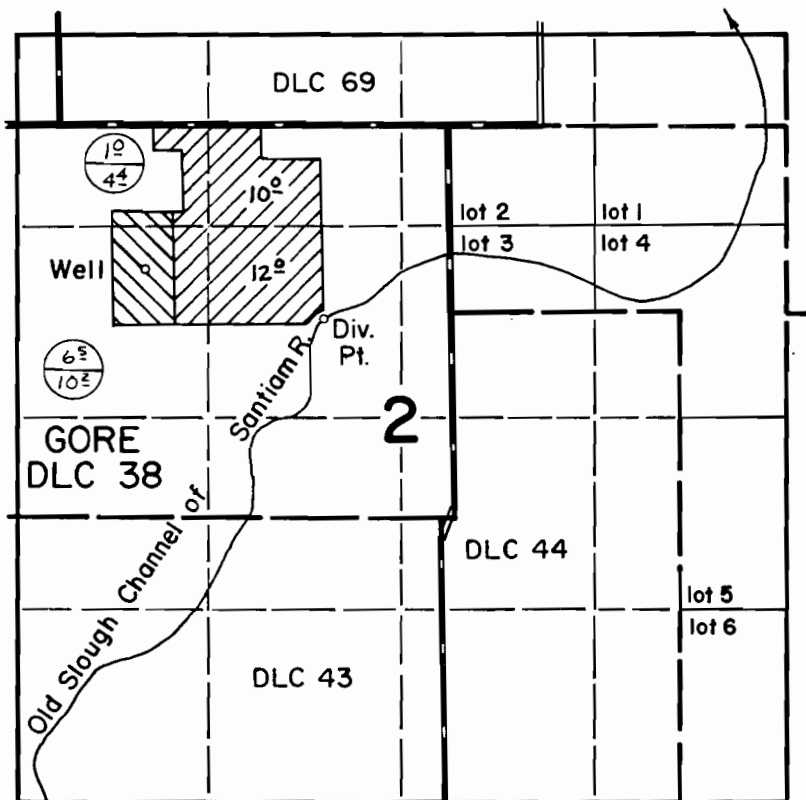 DLC 69
1º
4⁴
10º
lot 2
lot 1
lot 3
lot 4
Well
12º
Div.
Pt.
Santiam R.
6⁵
2
GORE
DLC 38
Old Slough Channel of
DLC 44
lot 5
lot 6
DLC 43